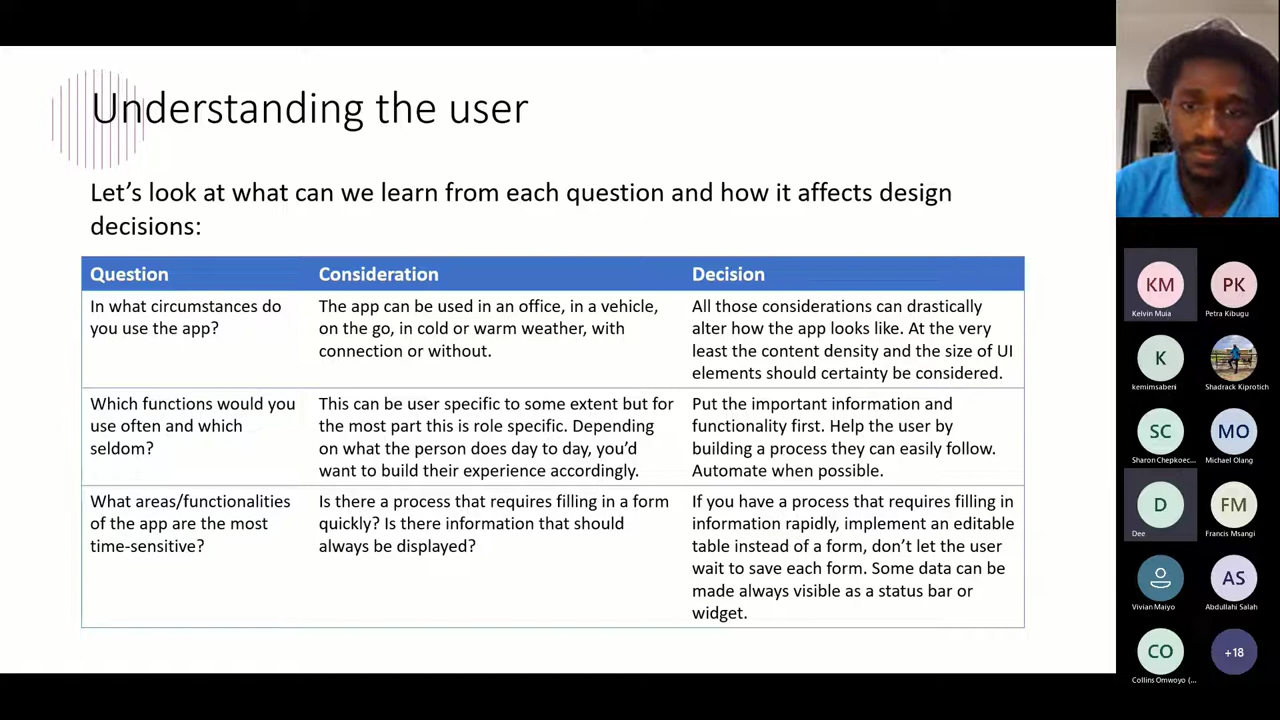 Understanding the user
Let's look at what can we learn from each question and how it affects design
decisions:
Question
Consideration
Decision
In what circumstances do
you use the app?
The app can be used in an office, in a vehicle,
on the go, in cold or warm weather, with
connection or without.
All those considerations can drastically
alter how the app looks like. At the very
least the content density and the size of UI
elements should certainty be considered.
Which functions would you
use often and which
seldom?
This can be user specific to some extent but for
the most part this is role specific. Depending
on what the person does day to day, you'd
want to build their experience accordingly.
Put the important information and
functionality first. Help the user by
building a process they can easily follow.
Automate when possible.
What areas/functionalities
of the app are the most
time-sensitive?
Is there a process that requires filling in a form
quickly? Is there information that should
always be displayed?
If you have a process that requires filling in
information rapidly, implement an editable
table instead of a form, don't let the user
wait to save each form. Some data can be
made always visible as a status bar or
widget.
KM
Kelvin Muia
PK
Petra Kibugu
K
kemimsabeni
Shadrack Kiprotich
SC
Sharon Chepkoec...
MO
Michael Olang
D
Dee
FM
Francis Msangi
Vivian Maiyo
AS
Abdullahi Salah
CO
Collins Omwoyo (...
+18